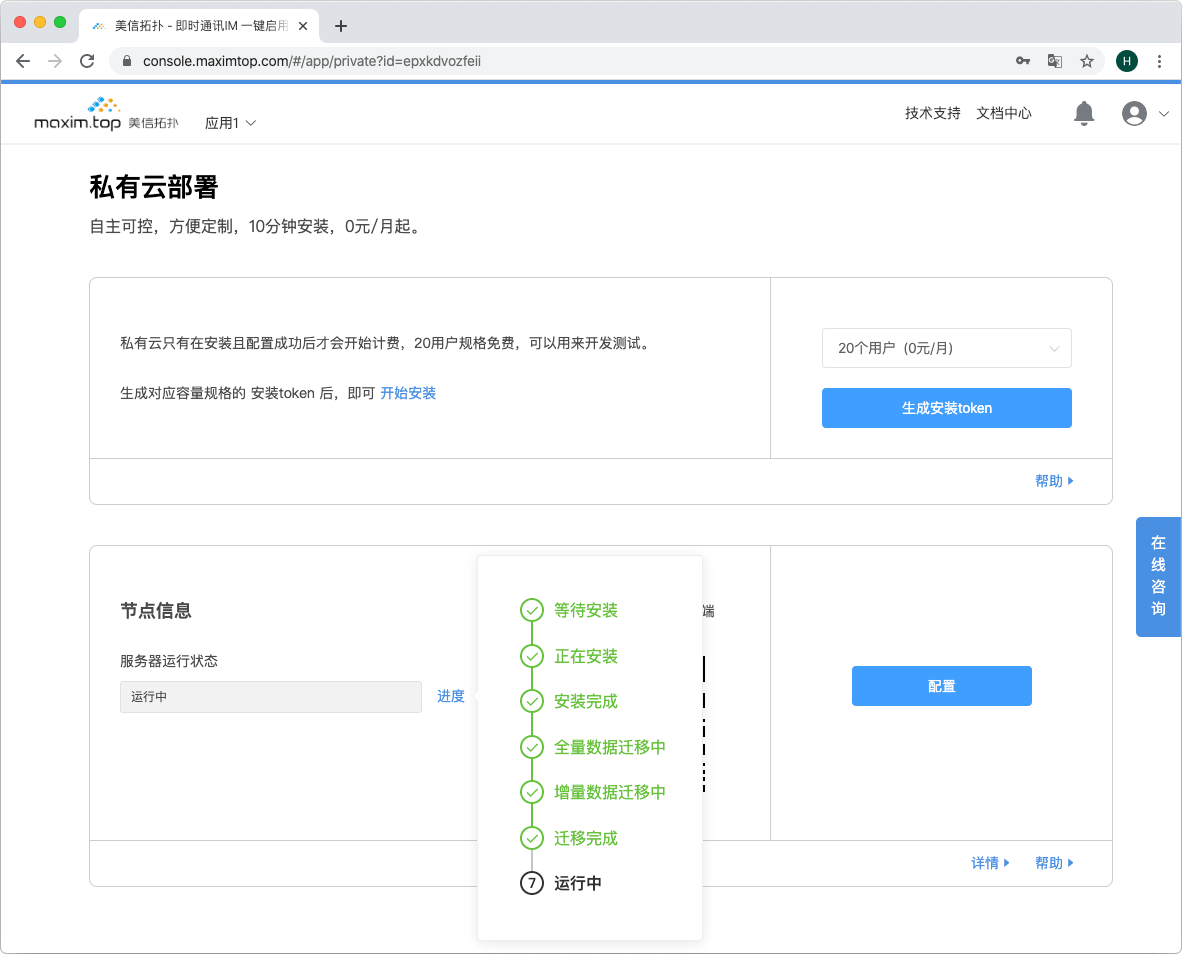 美信拓扑 - 即时通讯IM 一键启用
console.maximtop.com/#/app/private?id=epxkdvozfeii
H
maxim.top 美信拓扑
应用1
技术支持 文档中心
私有云部署
自主可控，方便定制，10分钟安装，0元/月起。
私有云只有在安装且配置成功后才会开始计费，20用户规格免费，可以用来开发测试。
生成对应容量规格的 安装token 后，即可 开始安装
20个用户 (0元/月)
生成安装token
帮助
在线咨询
节点信息
服务器运行状态
运行中
进度
等待安装
正在安装
安装完成
全量数据迁移中
增量数据迁移中
迁移完成
7 运行中
端
配置
详情
帮助